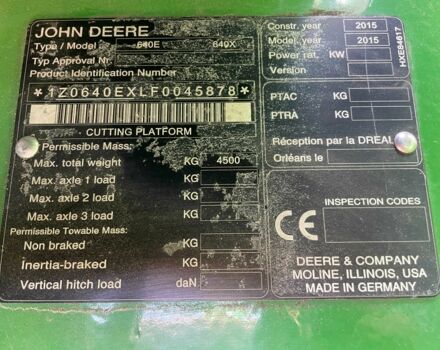 JOHN DEERE
Type / Model 640E 640X
Typ Approval Nr
Product Identification Number
*1Z0640EXLF0045878*
CUTTING PLATFORM
Permissible Mass:
Max. total weight KG 4500
Max. axle 1 load KG
Max. axle 2 load KG
Max. axle 3 load KG
Permissible Towable Mass:
Non braked KG
Inertia-braked KG
Vertical hitch load daN
Constr. year 2015
Model. year 2015
Power rat. KW
Version
HXE84617
PTAC KG
PTRA KG
Réception par la DREAL
Orléans le
INSPECTION CODES
CE
DEERE & COMPANY
MOLINE, ILLINOIS, USA
MADE IN GERMANY